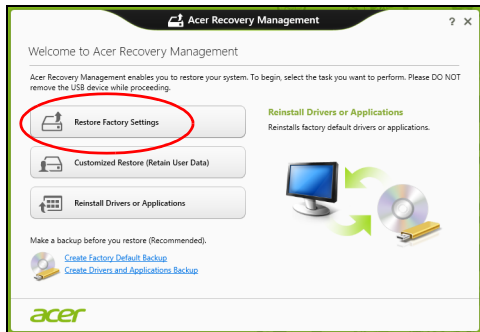 Acer Recovery Management
? ×
Welcome to Acer Recovery Management
Acer Recovery Management enables you to restore your system. To begin, select the task you want to perform. Please DO NOT
remove the USB device while proceeding.
Restore Factory Settings
Reinstall Drivers or Applications
Reinstalls factory default drivers or applications.
Customized Restore (Retain User Data)
Reinstall Drivers or Applications
Make a backup before you restore (Recommended).
Create Factory Default Backup
Create Drivers and Applications Backup
acer